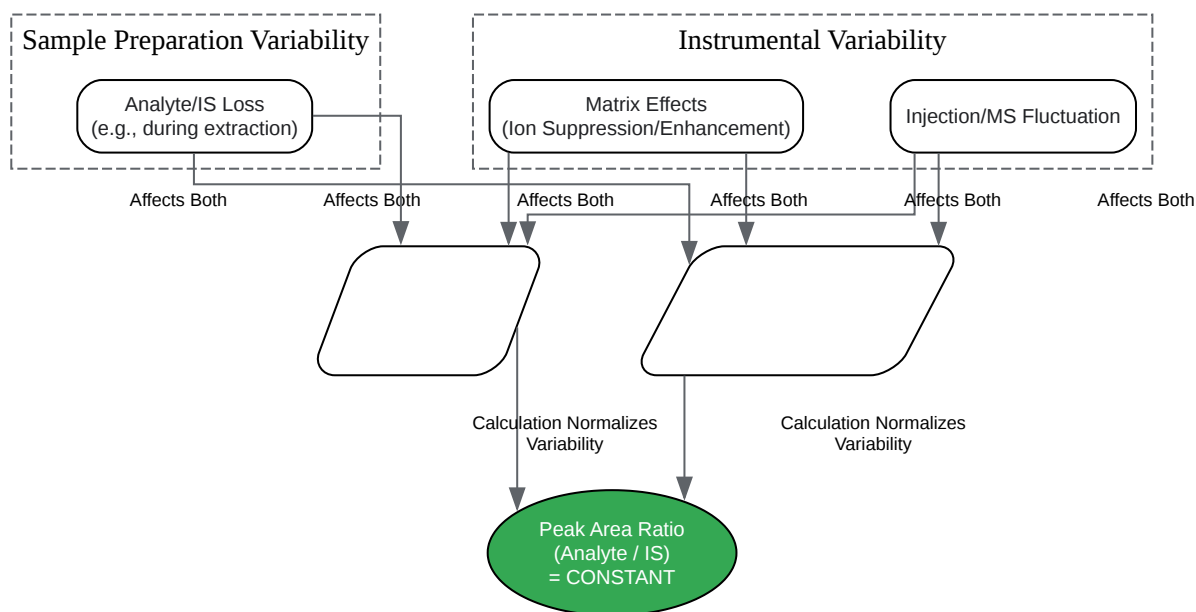 Sample Preparation Variability
Instrumental Variability
Analyte/IS Loss
(e.g., during extraction)
Matrix Effects
(Ion Suppression/Enhancement)
Injection/MS Fluctuation
Affects Both
Affects Both
Affects Both
Affects Both
Affects Both
Affects Both
Calculation Normalizes
Variability
Calculation Normalizes
Variability
Peak Area Ratio
(Analyte / IS)
= CONSTANT